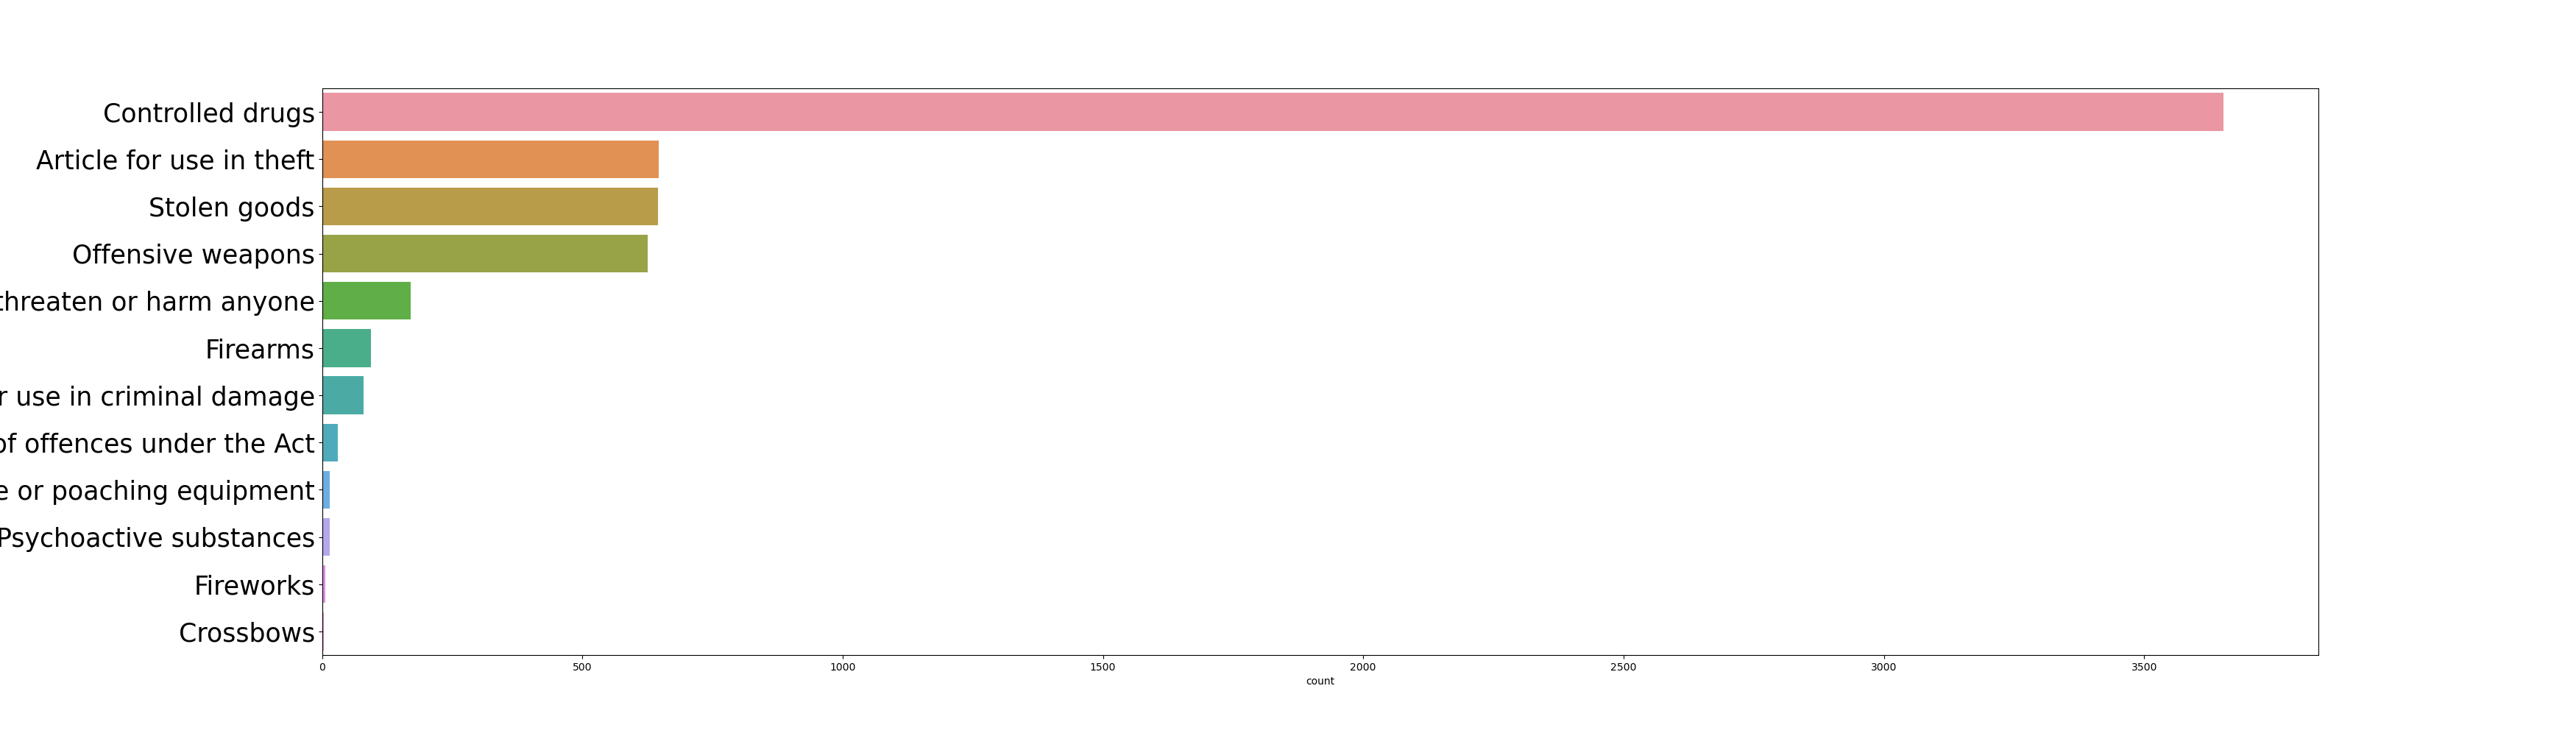 Controlled drugs
Article for use in theft
Stolen goods
Offensive weapons
threaten or harm anyone
Firearms
use in criminal damage
of offences under the Act
or poaching equipment
Psychoactive substances
Fireworks
Crossbows
0 500 1000 1500 2000 2500 3000 3500
count